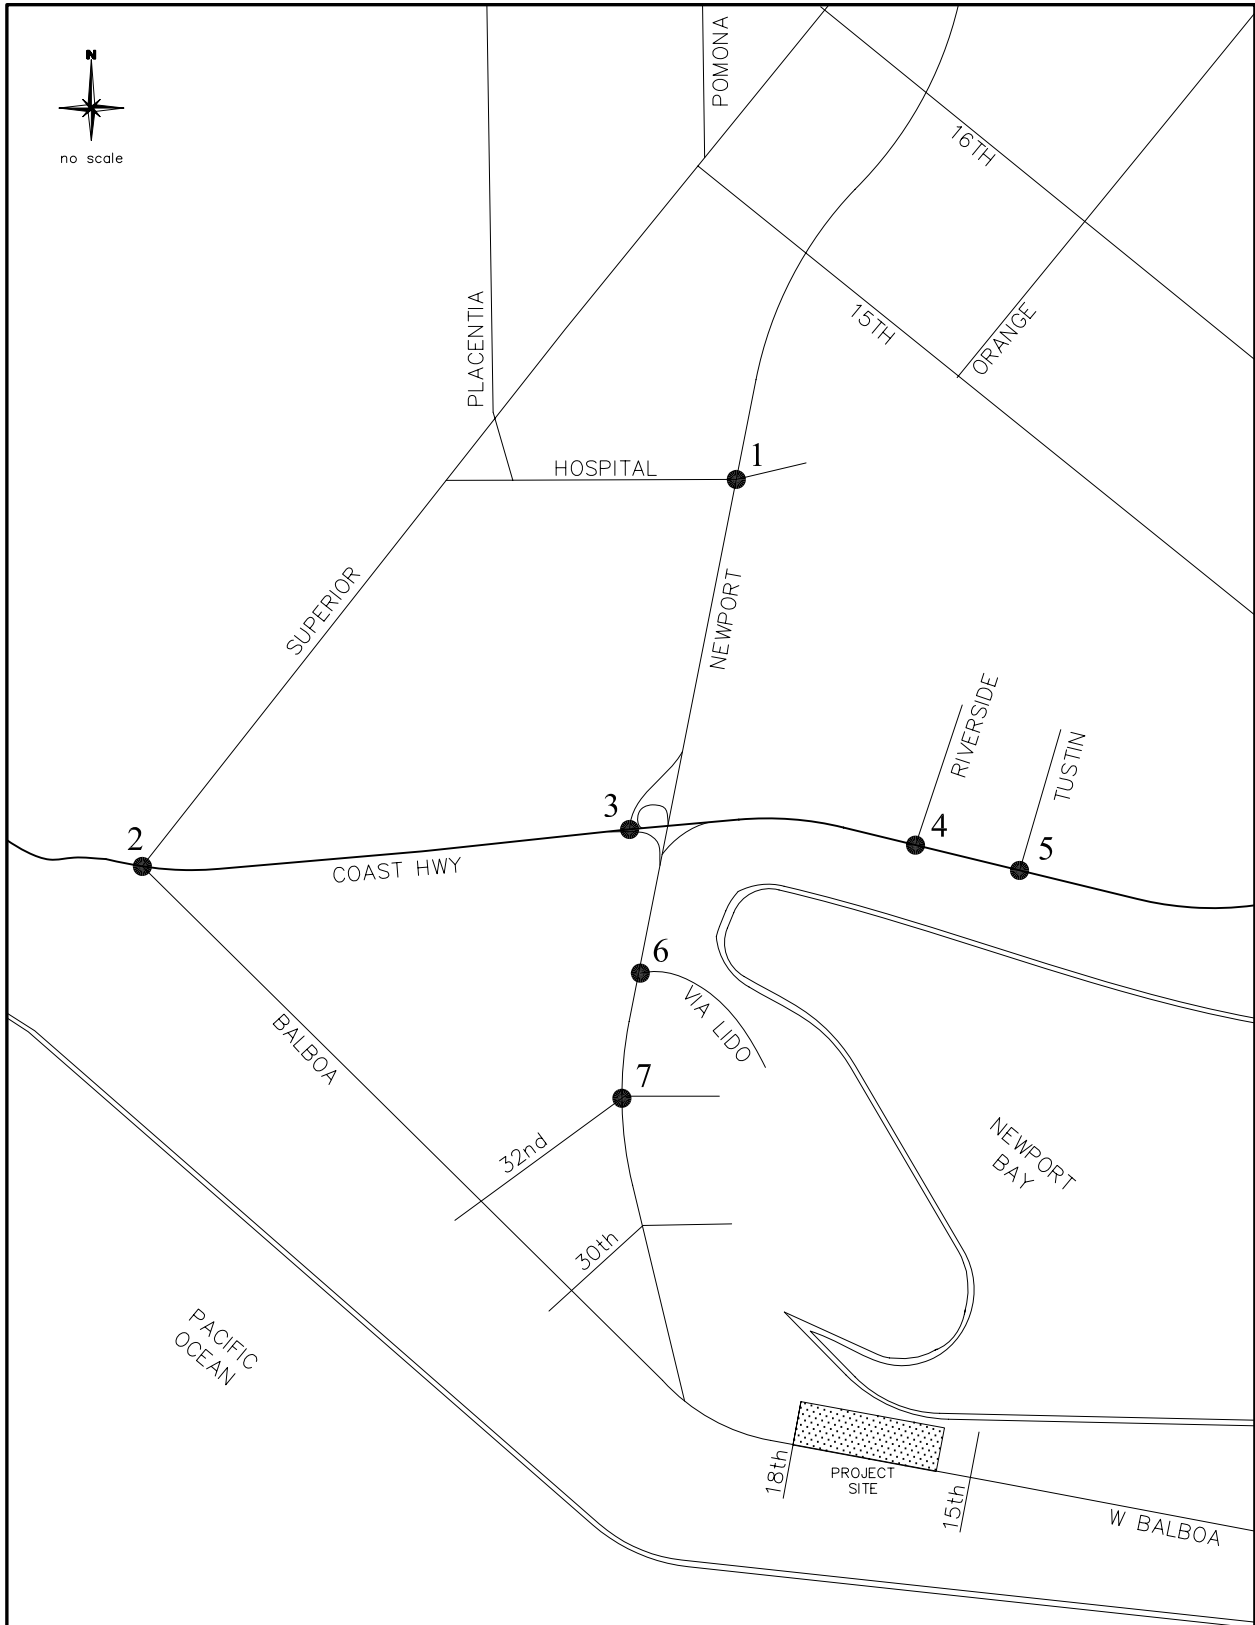 N
no scale
POMONA
16TH
PLACENTIA
15TH
ORANGE
HOSPITAL
1
SUPERIOR
NEWPORT
RIVERSIDE
TUSTIN
2
3
4
5
COAST HWY
6
VIA LIDO
BALBOA
7
32nd
NEWPORT
BAY
30th
PACIFIC
OCEAN
18th
PROJECT
SITE
15th
W BALBOA